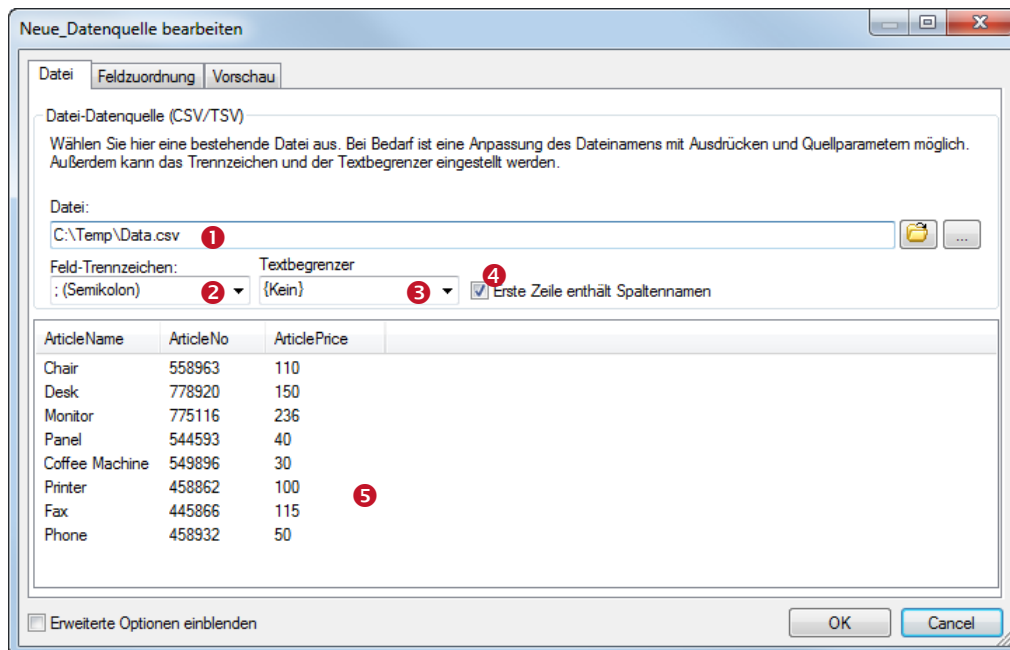 Neue_Datenquelle bearbeiten
Datei Feldzuordnung Vorschau
Datei-Datenquelle (CSV/TSV)
Wählen Sie hier eine bestehende Datei aus. Bei Bedarf ist eine Anpassung des Dateinamens mit Ausdrücken und Quellparametern möglich.
Außerdem kann das Trennzeichen und der Textbegrenzer eingestellt werden.
Datei:
C:\Temp\Data.csv 1 ...
Feld-Trennzeichen: Textbegrenzer 4
; (Semikolon) 2 {Kein} 3 Erste Zeile enthält Spaltennamen
ArticleName ArticleNo ArticlePrice
Chair 558963 110
Desk 778920 150
Monitor 775116 236
Panel 544593 40
Coffee Machine 549896 30
Printer 458862 100 5
Fax 445866 115
Phone 458932 50
Erweiterte Optionen einblenden OK Cancel